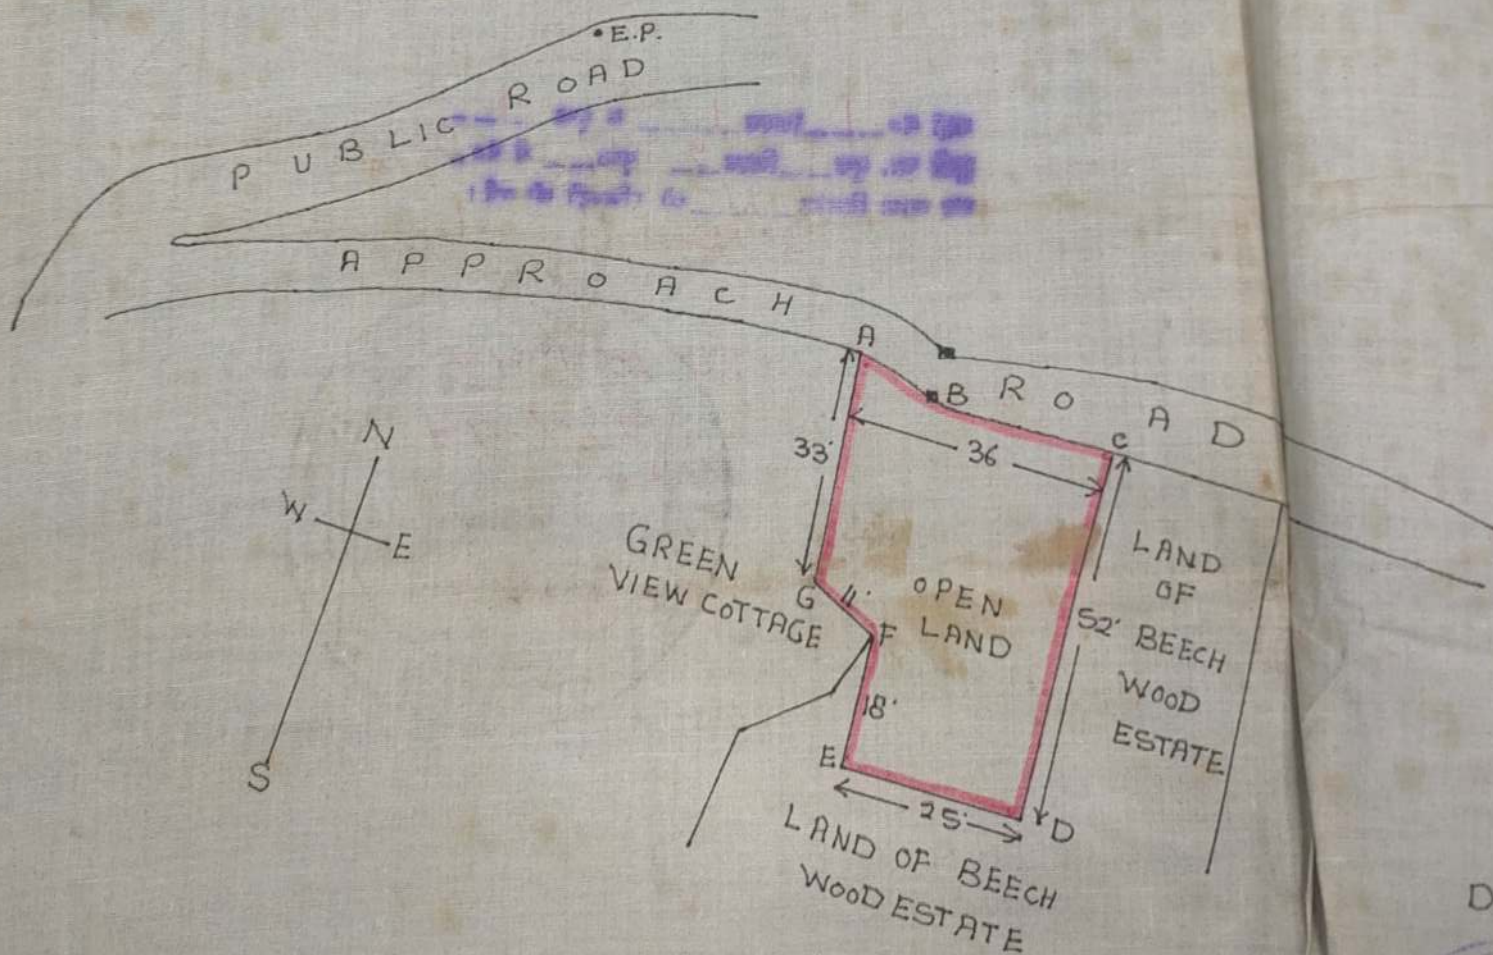 E.P.
PUBLIC ROAD
APPROACH ROAD
A
B
C
33'
36
N
W
E
S
GREEN
VIEW COTTAGE
G
11'
F
OPEN
LAND
52'
LAND
OF
BEECH
WOOD
ESTATE
18'
E
25'
D
LAND OF BEECH
WOOD ESTATE
D